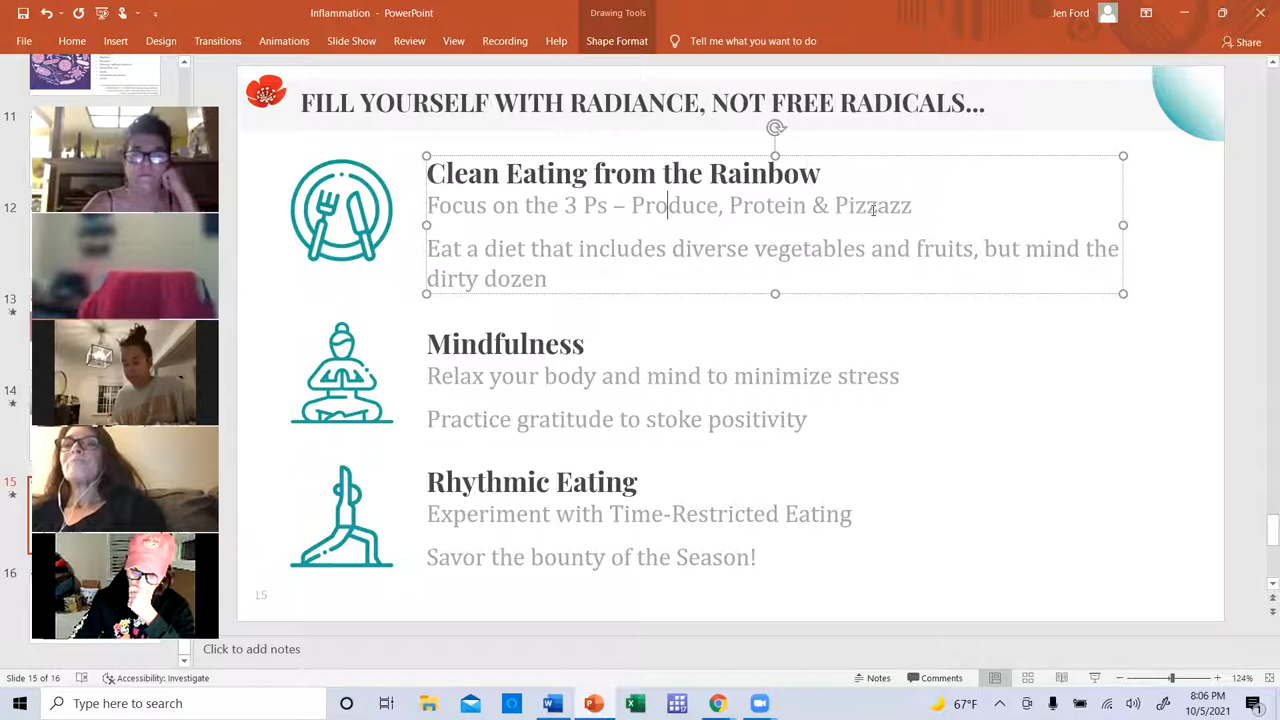 Drawing Tools
Jen Ford
File Home Insert Design Transitions Animations Slide Show Review View Recording Help Shape Format Tell me what you want to do Share
11
12
13
14
15
16
FILL YOURSELF WITH RADIANCE, NOT FREE RADICALS...
Clean Eating from the Rainbow
Focus on the 3 Ps – Produce, Protein & Pizzazz
Eat a diet that includes diverse vegetables and fruits, but mind the
dirty dozen
Mindfulness
Relax your body and mind to minimize stress
Practice gratitude to stoke positivity
Rhythmic Eating
Experiment with Time-Restricted Eating
Savor the bounty of the Season!
15
Click to add notes
Slide 15 of 16 Accessibility: Investigate Notes Comments 124%
Type here to search
67°F
8:06 PM
10/5/2021